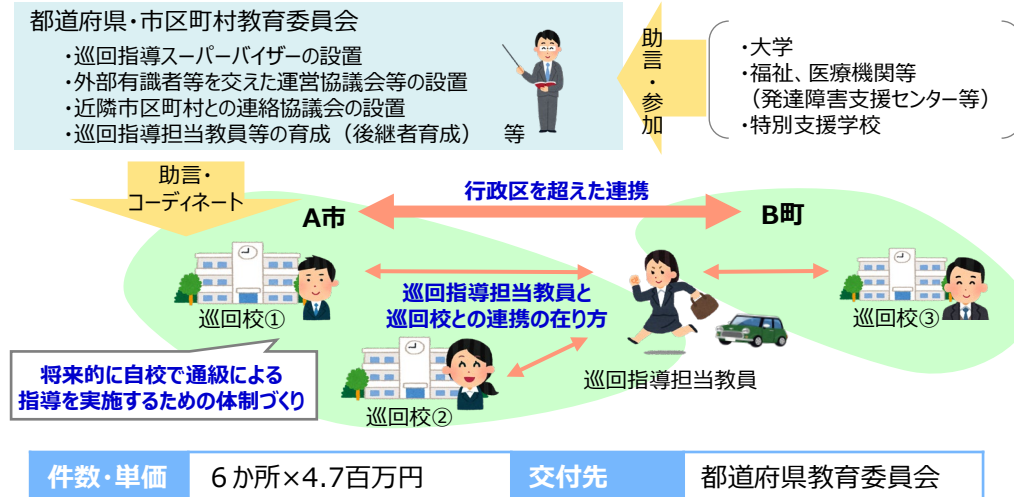 都道府県・市区町村教育委員会
・巡回指導スーパーバイザーの設置
・外部有識者等を交えた運営協議会等の設置
・近隣市区町村との連絡協議会の設置
・巡回指導担当教員等の育成（後継者育成）　等
助言・参加
・大学
・福祉、医療機関等
（発達障害支援センター等）
・特別支援学校
助言・
コーディネート
行政区を超えた連携
A市
B町
巡回校①
巡回指導担当教員と
巡回校との連携の在り方
巡回校③
将来的に自校で通級による
指導を実施するための体制づくり
巡回校②
巡回指導担当教員
件数・単価
６か所×4.7百万円
交付先
都道府県教育委員会